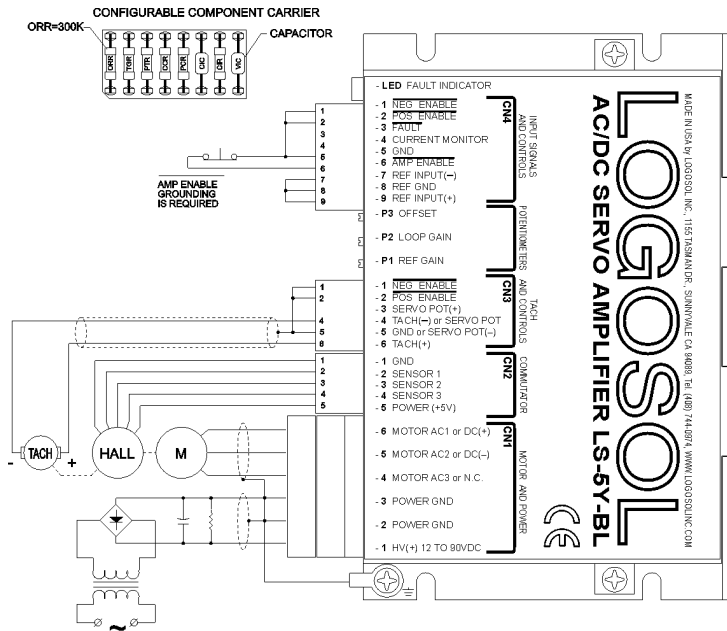 CONFIGURABLE COMPONENT CARRIER
ORR=300K
CAPACITOR
ORR
TGR
PTR
CCR
PCR
CIC
CIR
VIC
1
2
3
4
5
6
7
8
9
AMP ENABLE
GROUNDING
IS REQUIRED
- LED FAULT INDICATOR
- 1 NEG ENABLE
- 2 POS ENABLE
- 3 FAULT
- 4 CURRENT MONITOR
- 5 GND
- 6 AMP ENABLE
- 7 REF INPUT(-)
- 8 REF GND
- 9 REF INPUT(+)
CN4
INPUT SIGNALS
AND CONTROLS
- P3 OFFSET
- P2 LOOP GAIN
- P1 REF GAIN
POTENTIOMETERS
1
2
4
5
6
- 1 NEG ENABLE
- 2 POS ENABLE
- 3 SERVO POT(+)
- 4 TACH(-) or SERVO POT
- 5 GND or SERVO POT(-)
- 6 TACH(+)
CN3
TACH
AND CONTROLS
1
2
3
4
5
- 1 GND
- 2 SENSOR 1
- 3 SENSOR 2
- 4 SENSOR 3
- 5 POWER (+5V)
CN2
COMMUTATOR
- 6 MOTOR AC1 or DC(+)
- 5 MOTOR AC2 or DC(-)
- 4 MOTOR AC3 or N.C.
- 3 POWER GND
- 2 POWER GND
- 1 HV(+) 12 TO 90VDC
CN1
MOTOR AND POWER
- TACH +
HALL
M
~
CE
AC/DC SERVO AMPLIFIER LS-5Y-BL
LOGOSOL
MADE IN USA by LOGOSOL INC., 1155 TASMAN DR., SUNNYVALE CA 94089, Tel (408) 744-0974, WWW.LOGOSOLINC.COM